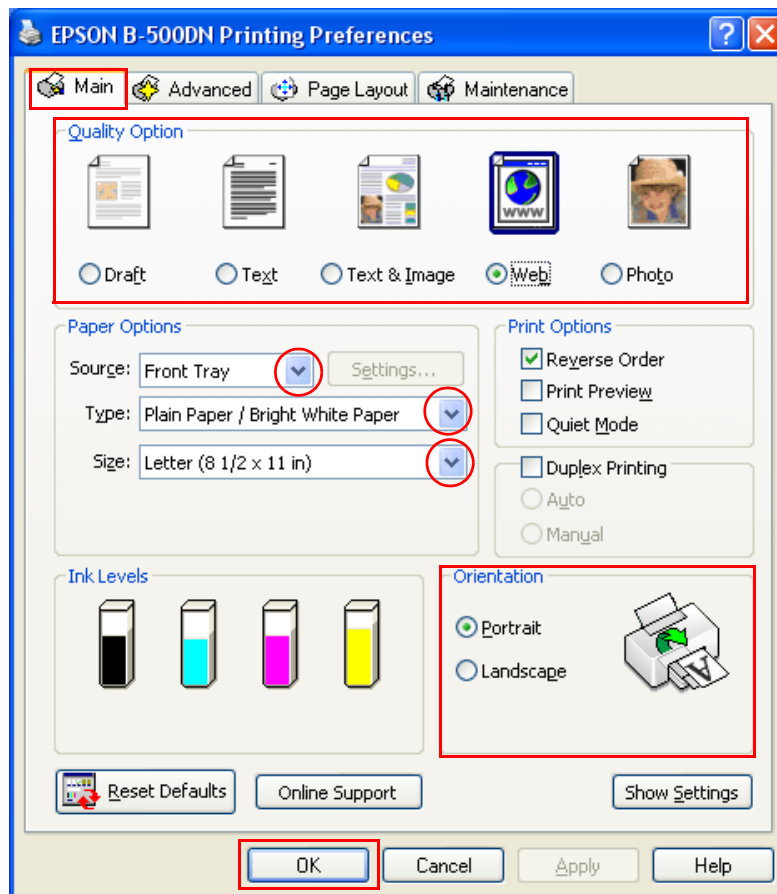 EPSON B-500DN Printing Preferences
Main
Advanced
Page Layout
Maintenance
Quality Option
WWW
Draft
Text
Text & Image
Web
Photo
Paper Options
Source: Front Tray
Settings...
Type: Plain Paper / Bright White Paper
Size: Letter (8 1/2 x 11 in)
Print Options
Reverse Order
Print Preview
Quiet Mode
Duplex Printing
Auto
Manual
Ink Levels
Orientation
Portrait
Landscape
A
Reset Defaults
Online Support
Show Settings
OK
Cancel
Apply
Help